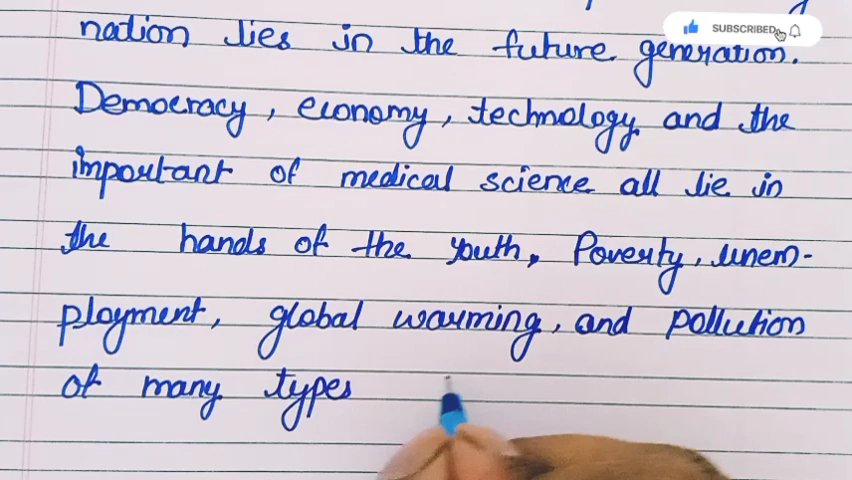 SUBSCRIBED
nation lies in the future generation.
Democracy, economy, technology and the
important of medical science all lie in
the hands of the youth, Poverty, unem-
ployment, global warming, and pollution
of many types